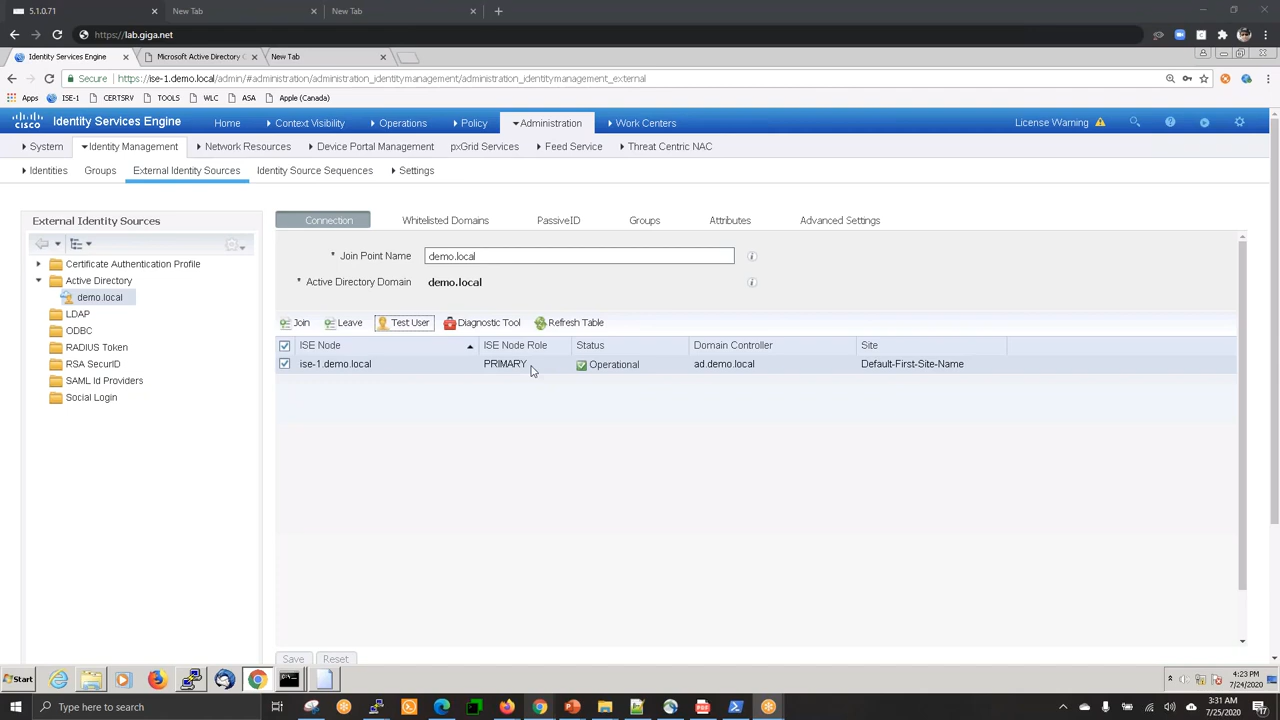 5.1.0.71
New Tab
New Tab
https://lab.giga.net
Identity Services Engine
Microsoft Active Directory C
New Tab
Secure
https://ise-1.demo.local/admin/#administration/administration_identitymanagement/administration_identitymanagement_external
Apps
ISE-1
CERTSRV
TOOLS
WLC
ASA
Apple (Canada)
CISCO
Identity Services Engine
Home
Context Visibility
Operations
Policy
Administration
Work Centers
License Warning
System
Identity Management
Network Resources
Device Portal Management
pxGrid Services
Feed Service
Threat Centric NAC
Identities
Groups
External Identity Sources
Identity Source Sequences
Settings
External Identity Sources
Certificate Authentication Profile
Active Directory
demo.local
LDAP
ODBC
RADIUS Token
RSA SecurID
SAML Id Providers
Social Login
Connection
Whitelisted Domains
PassiveID
Groups
Attributes
Advanced Settings
* Join Point Name
demo.local
* Active Directory Domain
demo.local
Join
Leave
Test User
Diagnostic Tool
Refresh Table
ISE Node
ISE Node Role
Status
Domain Controller
Site
ise-1.demo.local
PRIMARY
Operational
ad.demo.local
Default-First-Site-Name
Save
Reset
Start
4:23 PM
7/24/2020
Type here to search
3:31 AM
7/25/2020